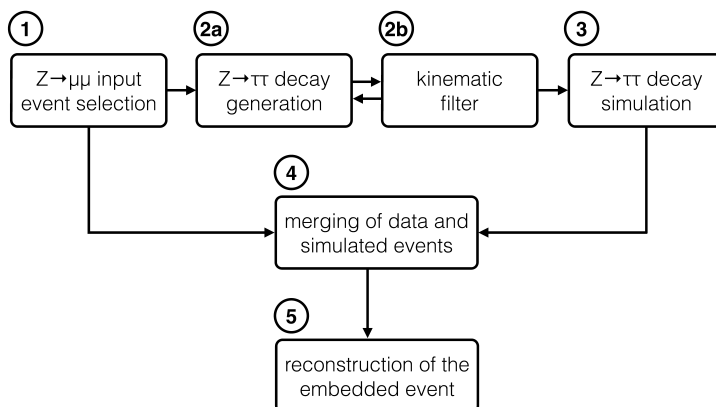 1
Z→μμ input
event selection
2a
Z→ττ decay
generation
2b
kinematic
filter
3
Z→ττ decay
simulation
4
merging of data and
simulated events
5
reconstruction of the
embedded event